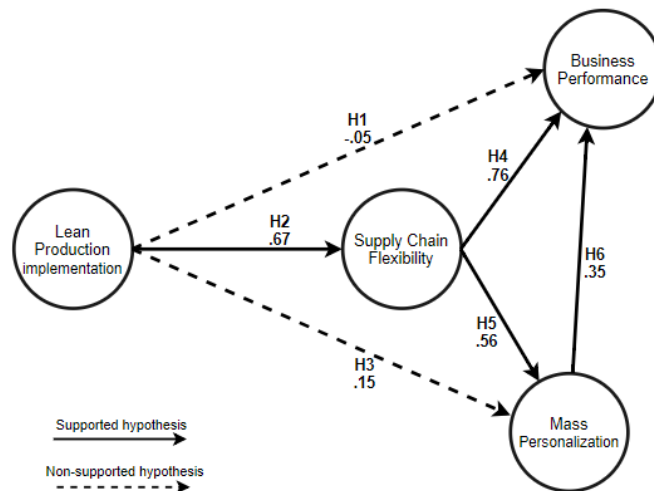 Business
Performance
H1
-.05
H4
.76
Lean
Production
implementation
H2
.67
Supply Chain
Flexibility
H6
.35
H5
.56
H3
.15
Mass
Personalization
Supported hypothesis
Non-supported hypothesis